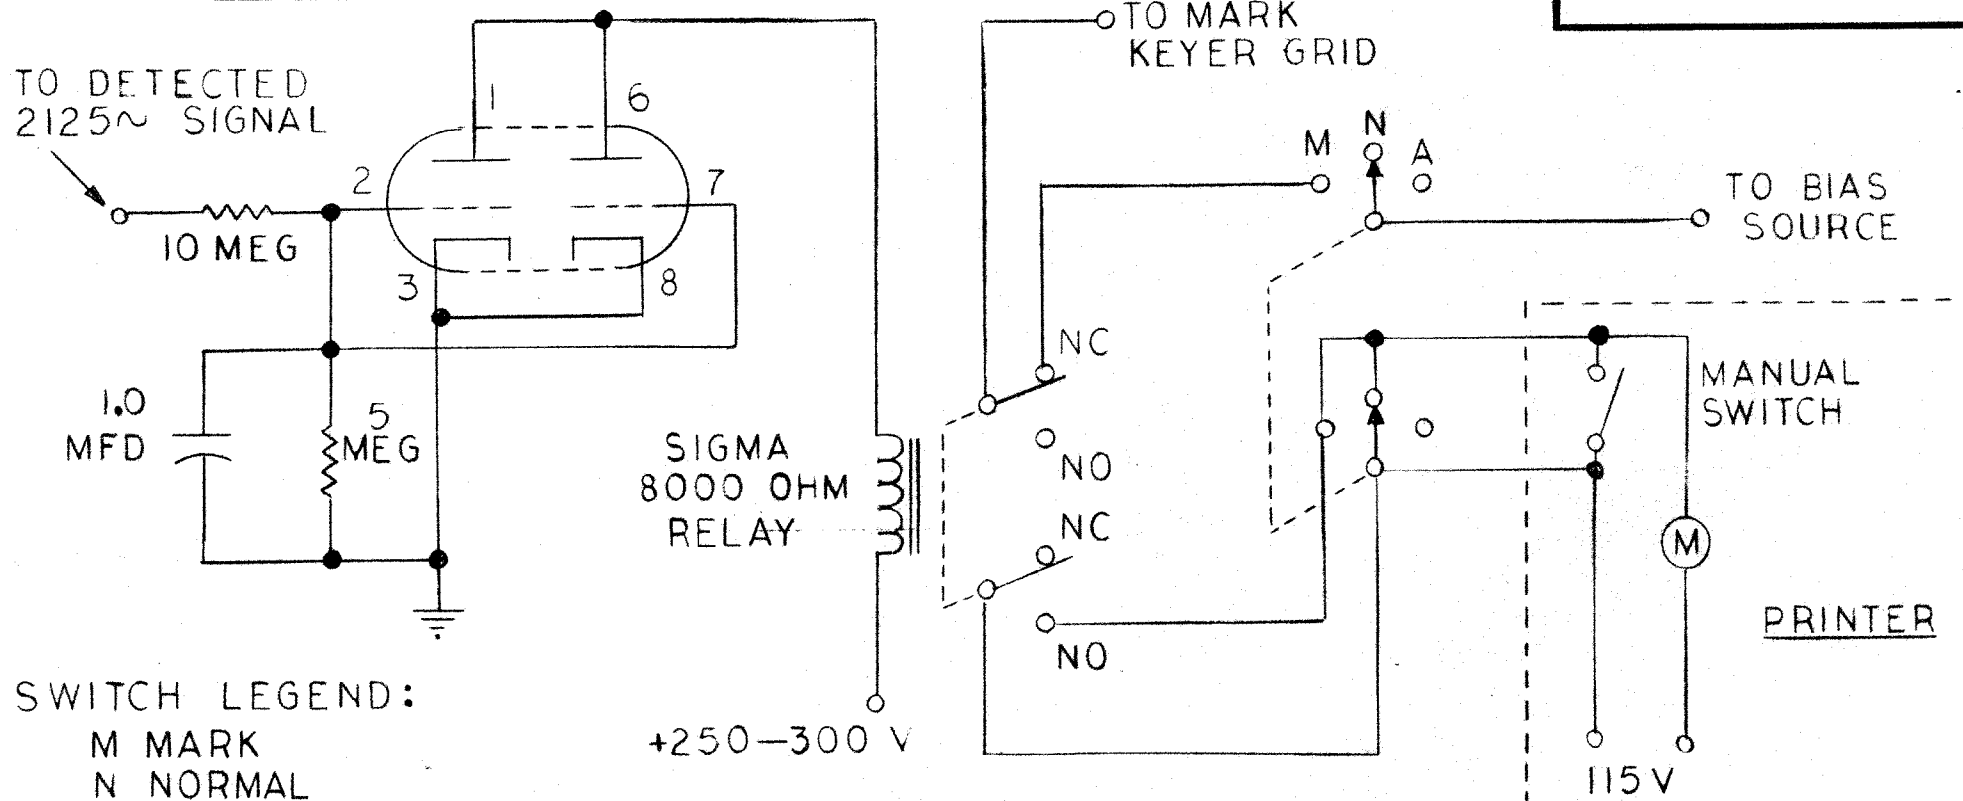 TO MARK
KEYER GRID
TO DETECTED
2125~ SIGNAL
1
6
2
7
10 MEG
3
8
M
N
A
TO BIAS
SOURCE
NC
1.0
MFD
5
MEG
SIGMA
8000 OHM
RELAY
NO
NC
NO
MANUAL
SWITCH
M
PRINTER
SWITCH LEGEND:
M MARK
N NORMAL
+250-300 V
115 V